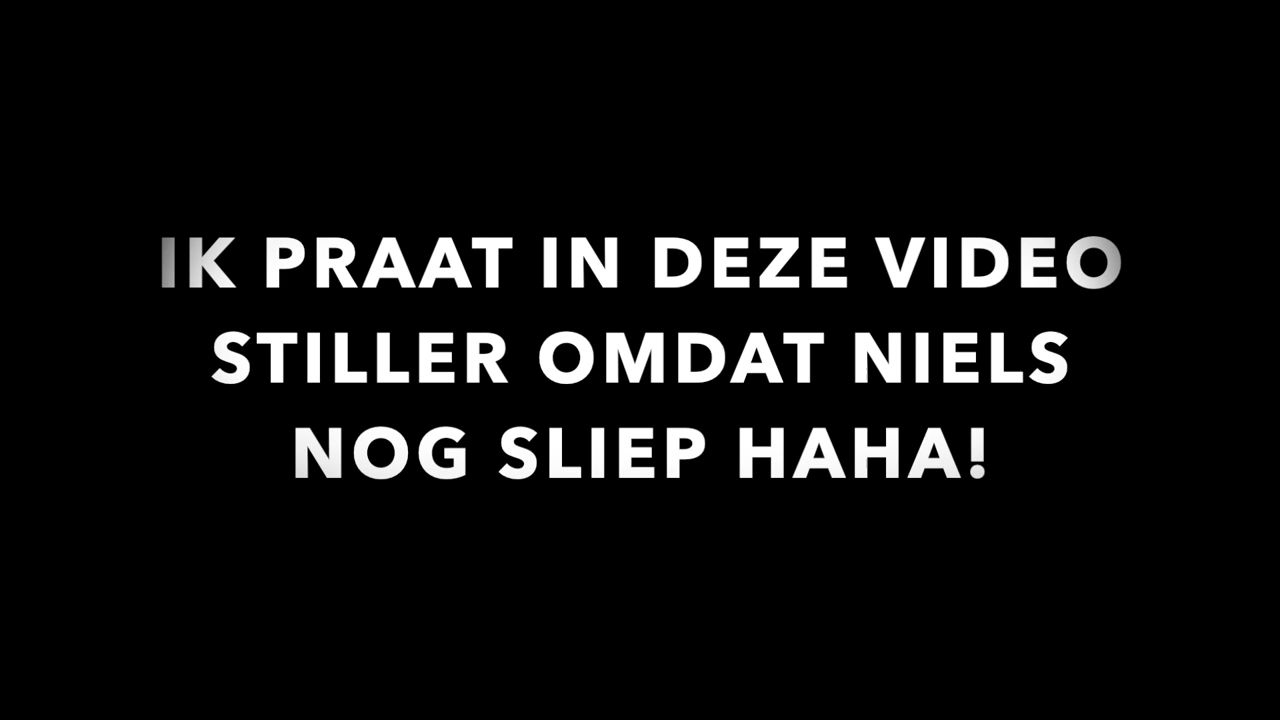 IK PRAAT IN DEZE VIDEO
STILLER OMDAT NIELS
NOG SLIEP HAHA!